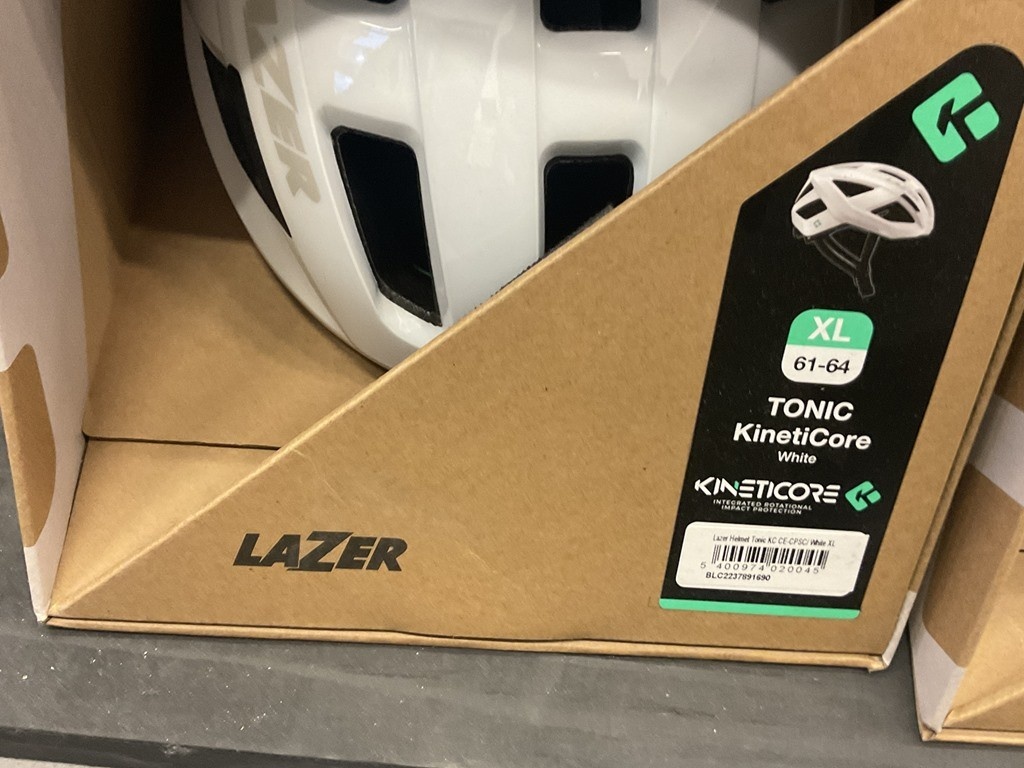 LAZER
XL
61-64
TONIC
KinetiCore
White
KINETICORE
INTEGRATED ROTATIONAL
IMPACT PROTECTION
Lazer Helmet Tonic KC CE-CPSC/ White XL
5 400974 020045
BLC2237891690
LAZER